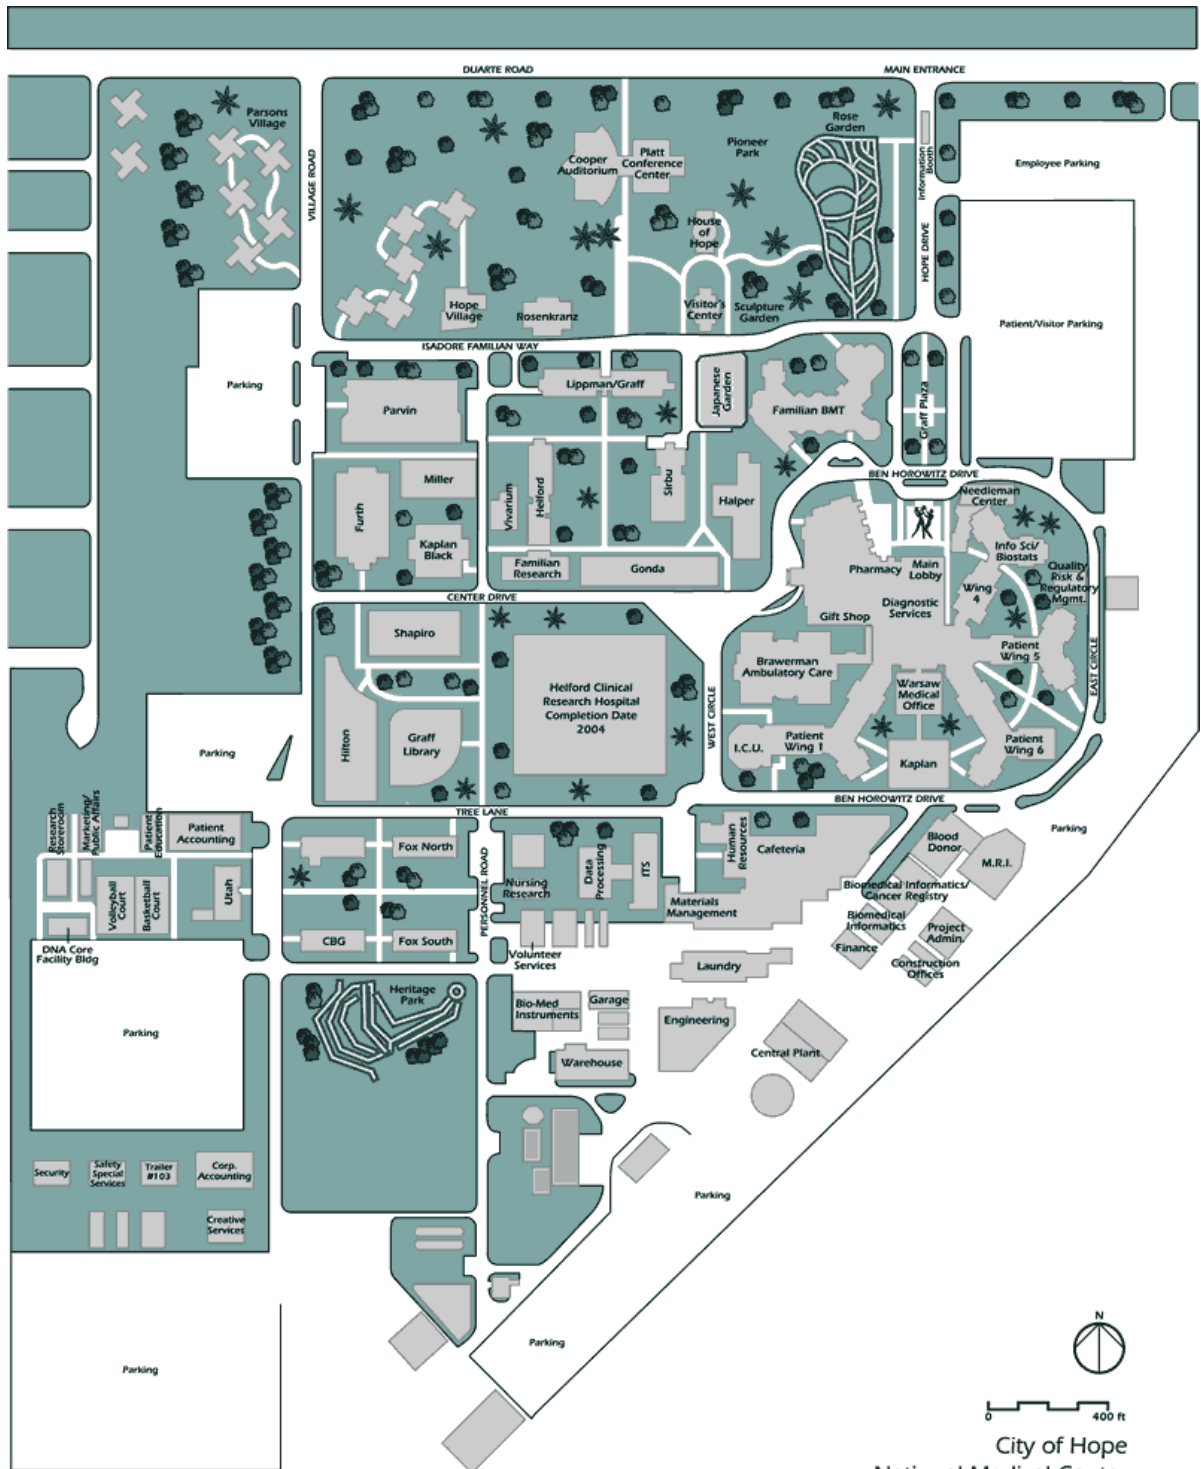 DUARTE ROAD
MAIN ENTRANCE
Parsons
Village
VILLAGE ROAD
Cooper
Auditorium
Platt
Conference
Center
Pioneer
Park
Rose
Garden
Information
Booth
Employee Parking
House
of
Hope
HOPE DRIVE
Hope
Village
Rosenkranz
Visitor's
Center
Sculpture
Garden
Patient/Visitor Parking
ISADORE FAMILIAN WAY
Parking
Parvin
Lippman/Graff
Japanese
Garden
Familian BMT
Graff Plaza
BEN HOROWITZ DRIVE
Miller
Furth
Kaplan
Black
Vivarium
Helford
Sirbu
Halper
Familian
Research
Gonda
Needleman
Center
Info Sci/
Biostats
Pharmacy
Main
Lobby
Quality
Risk &
Regulatory
Mgmt.
Wing
4
Diagnostic
Services
Gift Shop
CENTER DRIVE
Shapiro
Patient
Wing 5
EAST CIRCLE
Brawerman
Ambulatory Care
Warsaw
Medical
Office
Helford Clinical
Research Hospital
Completion Date
2004
WEST CIRCLE
Hilton
Graff
Library
Parking
I.C.U.
Patient
Wing 1
Patient
Wing 6
Kaplan
BEN HOROWITZ DRIVE
TREE LANE
Research
Storeroom
Marketing/
Public Affairs
Patient
Education
Patient
Accounting
Fox North
PERSONNEL ROAD
Nursing
Research
Data
Processing
ITS
Human
Resources
Cafeteria
Blood
Donor
M.R.I.
Parking
Volleyball
Court
Basketball
Court
Utah
Materials
Management
Biomedical Informatics/
Cancer Registry
Biomedical
Informatics
Project
Admin.
CBG
Fox South
DNA Core
Facility Bldg
Volunteer
Services
Finance
Construction
Offices
Laundry
Heritage
Park
Bio-Med
Instruments
Garage
Engineering
Parking
Central Plant
Warehouse
Security
Safety
Special
Services
Trailer
#103
Corp.
Accounting
Creative
Services
Parking
Parking
Parking
N
0 400 ft
City of Hope